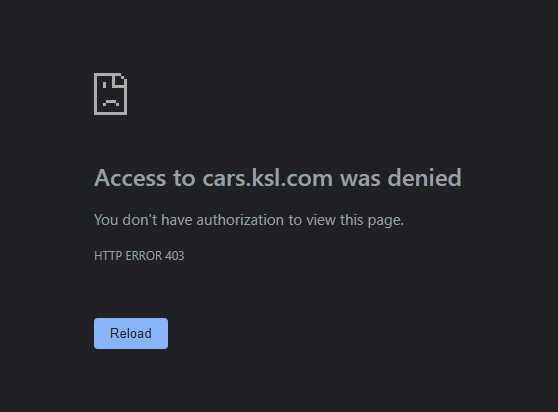 Access to cars.ksl.com was denied
You don't have authorization to view this page.
HTTP ERROR 403
Reload